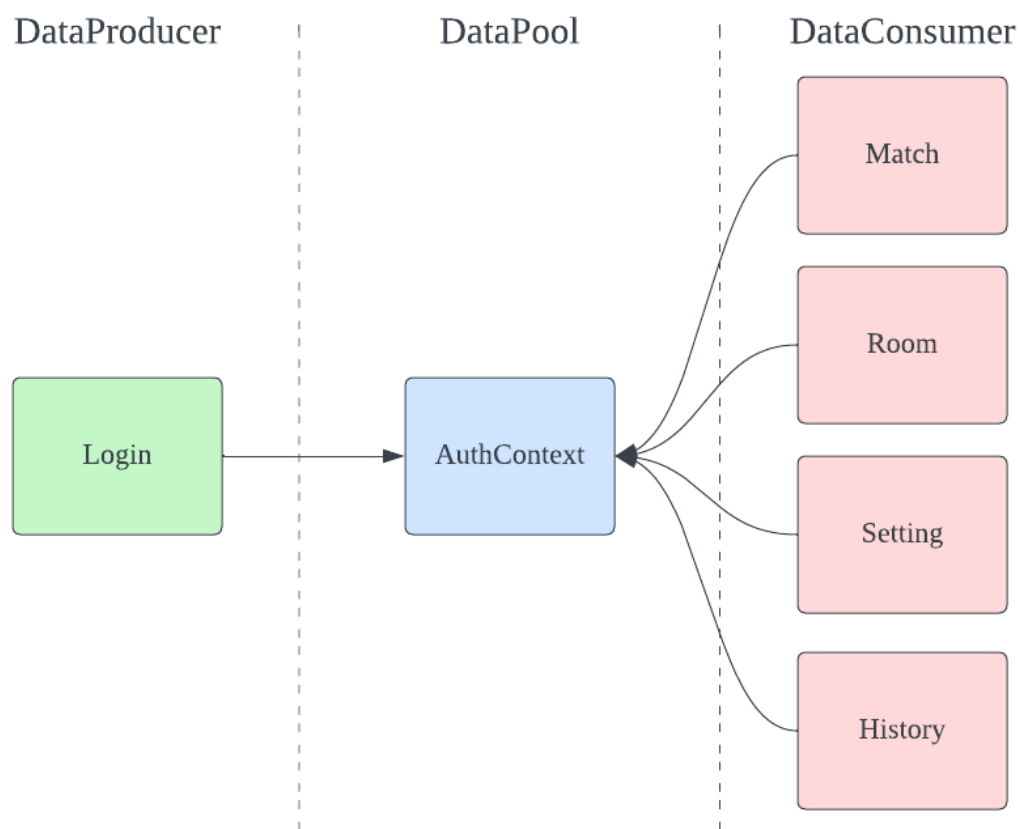 DataProducer
DataPool
DataConsumer
Match
Room
Login
AuthContext
Setting
History